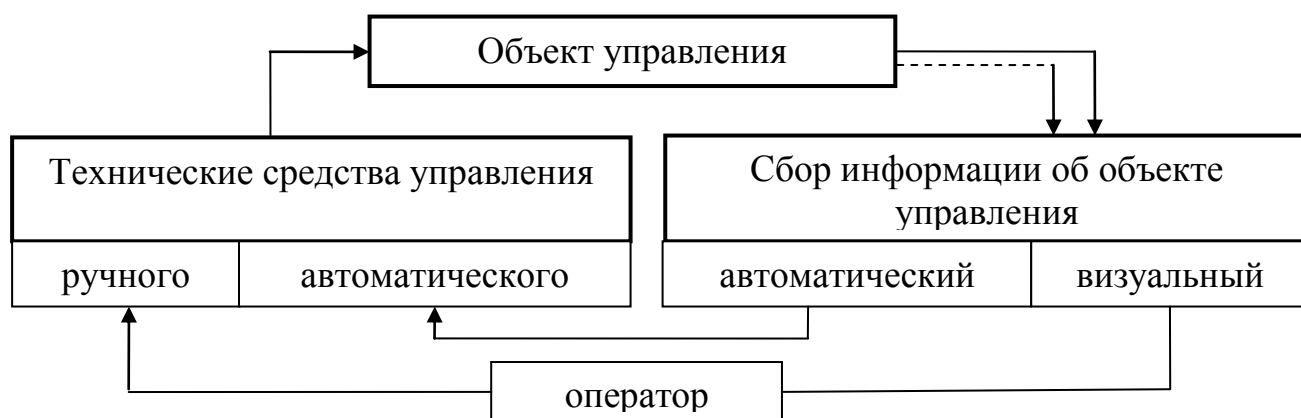 Объект управления
Технические средства управления
Сбор информации об объекте
управления
ручного
автоматического
автоматический
визуальный
оператор